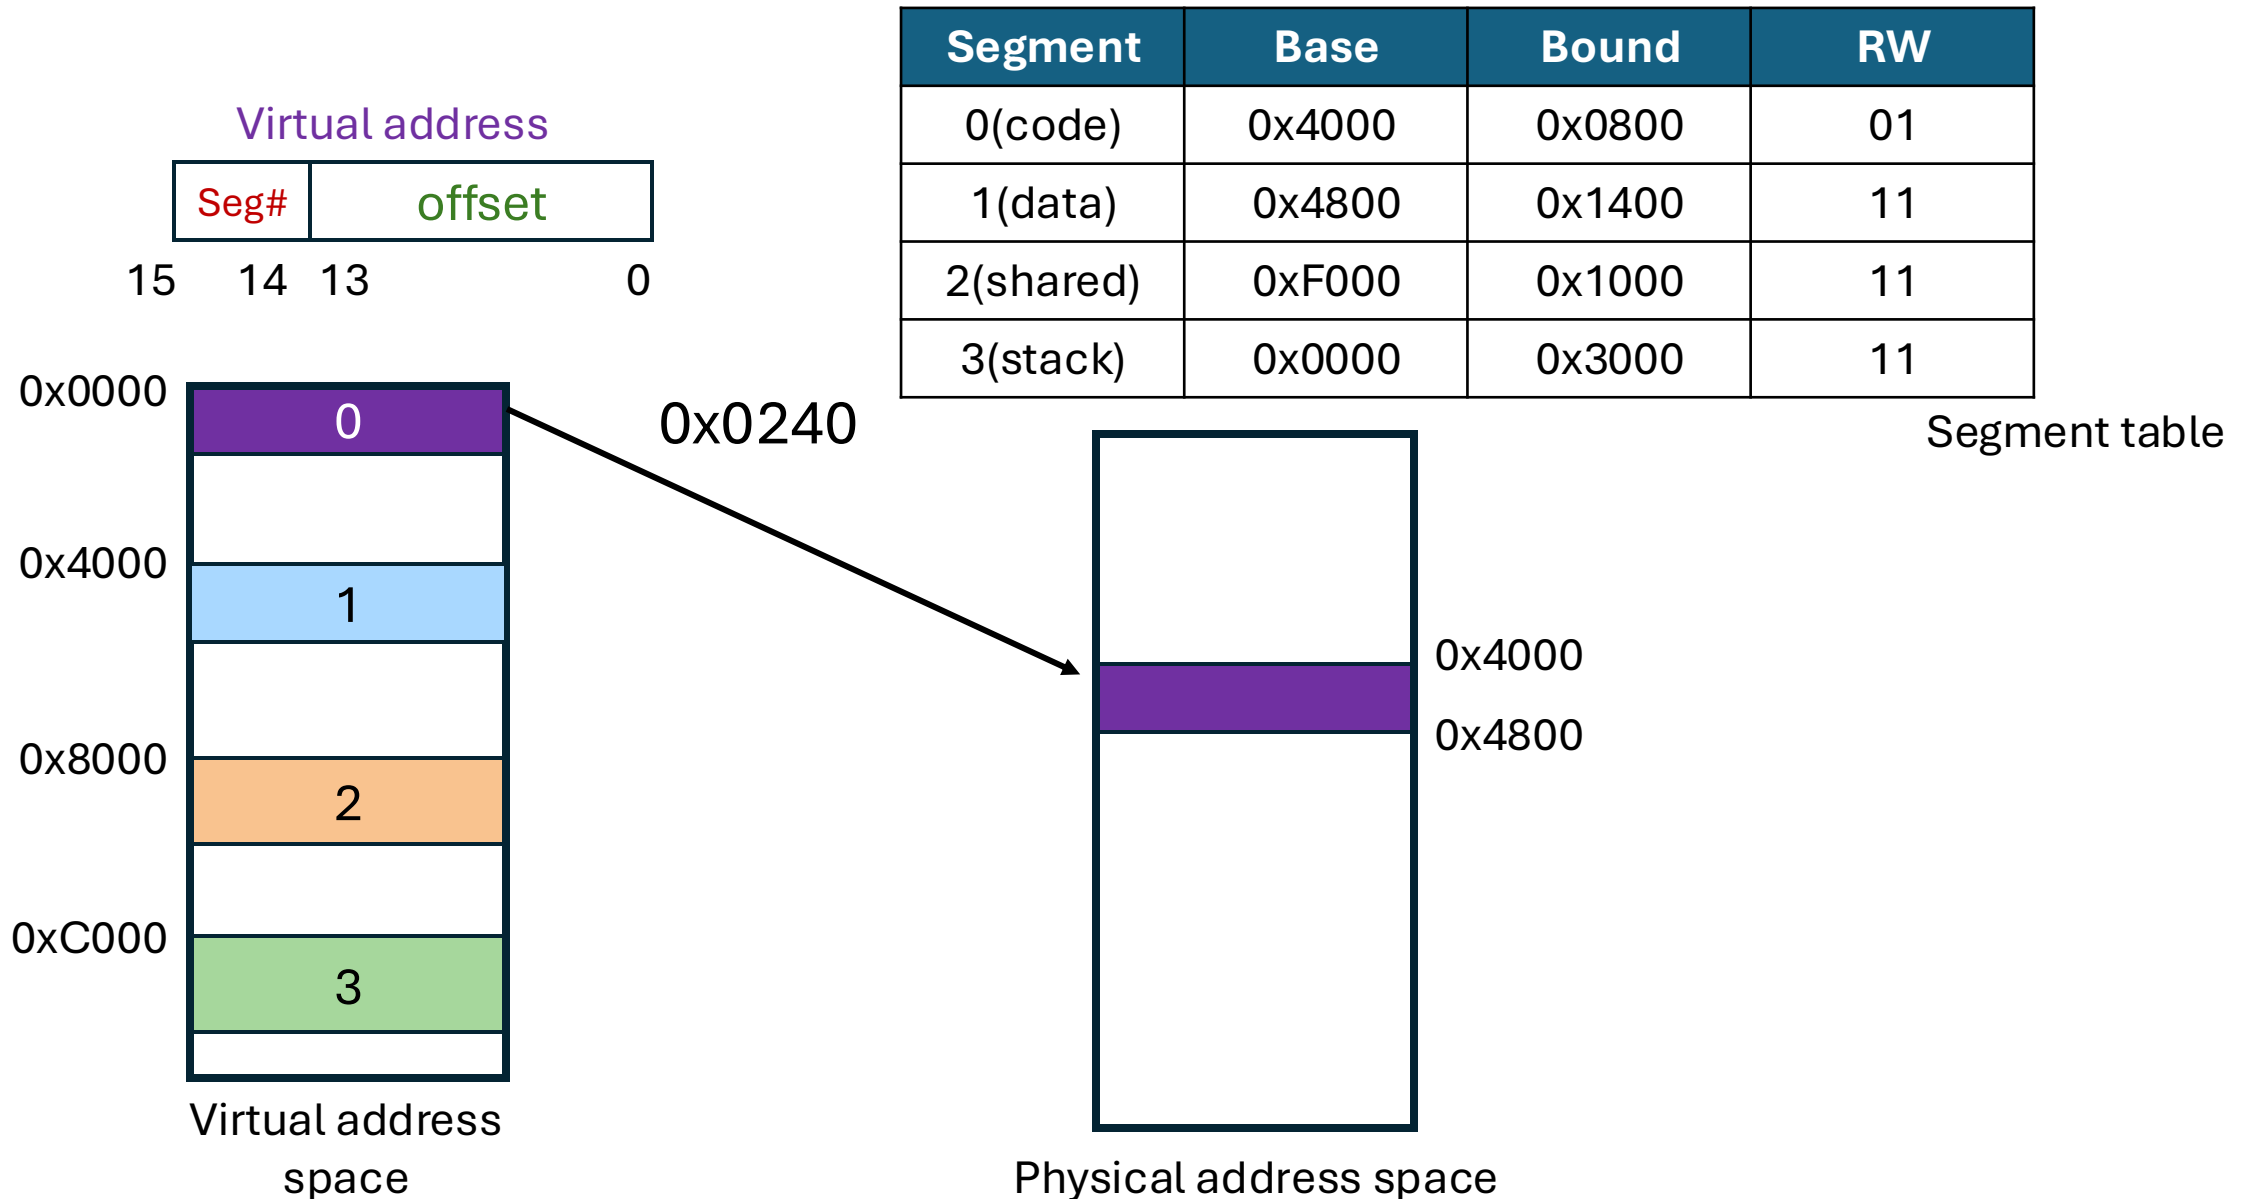 Segment Base Bound RW
0(code) 0x4000 0x0800 01
1(data) 0x4800 0x1400 11
2(shared) 0xF000 0x1000 11
3(stack) 0x0000 0x3000 11
Segment table
Virtual address
Seg# offset
15 14 13 0
0x0000
0
0x4000
1
0x8000
2
0xC000
3
Virtual address
space
0x0240
0x4000
0x4800
Physical address space